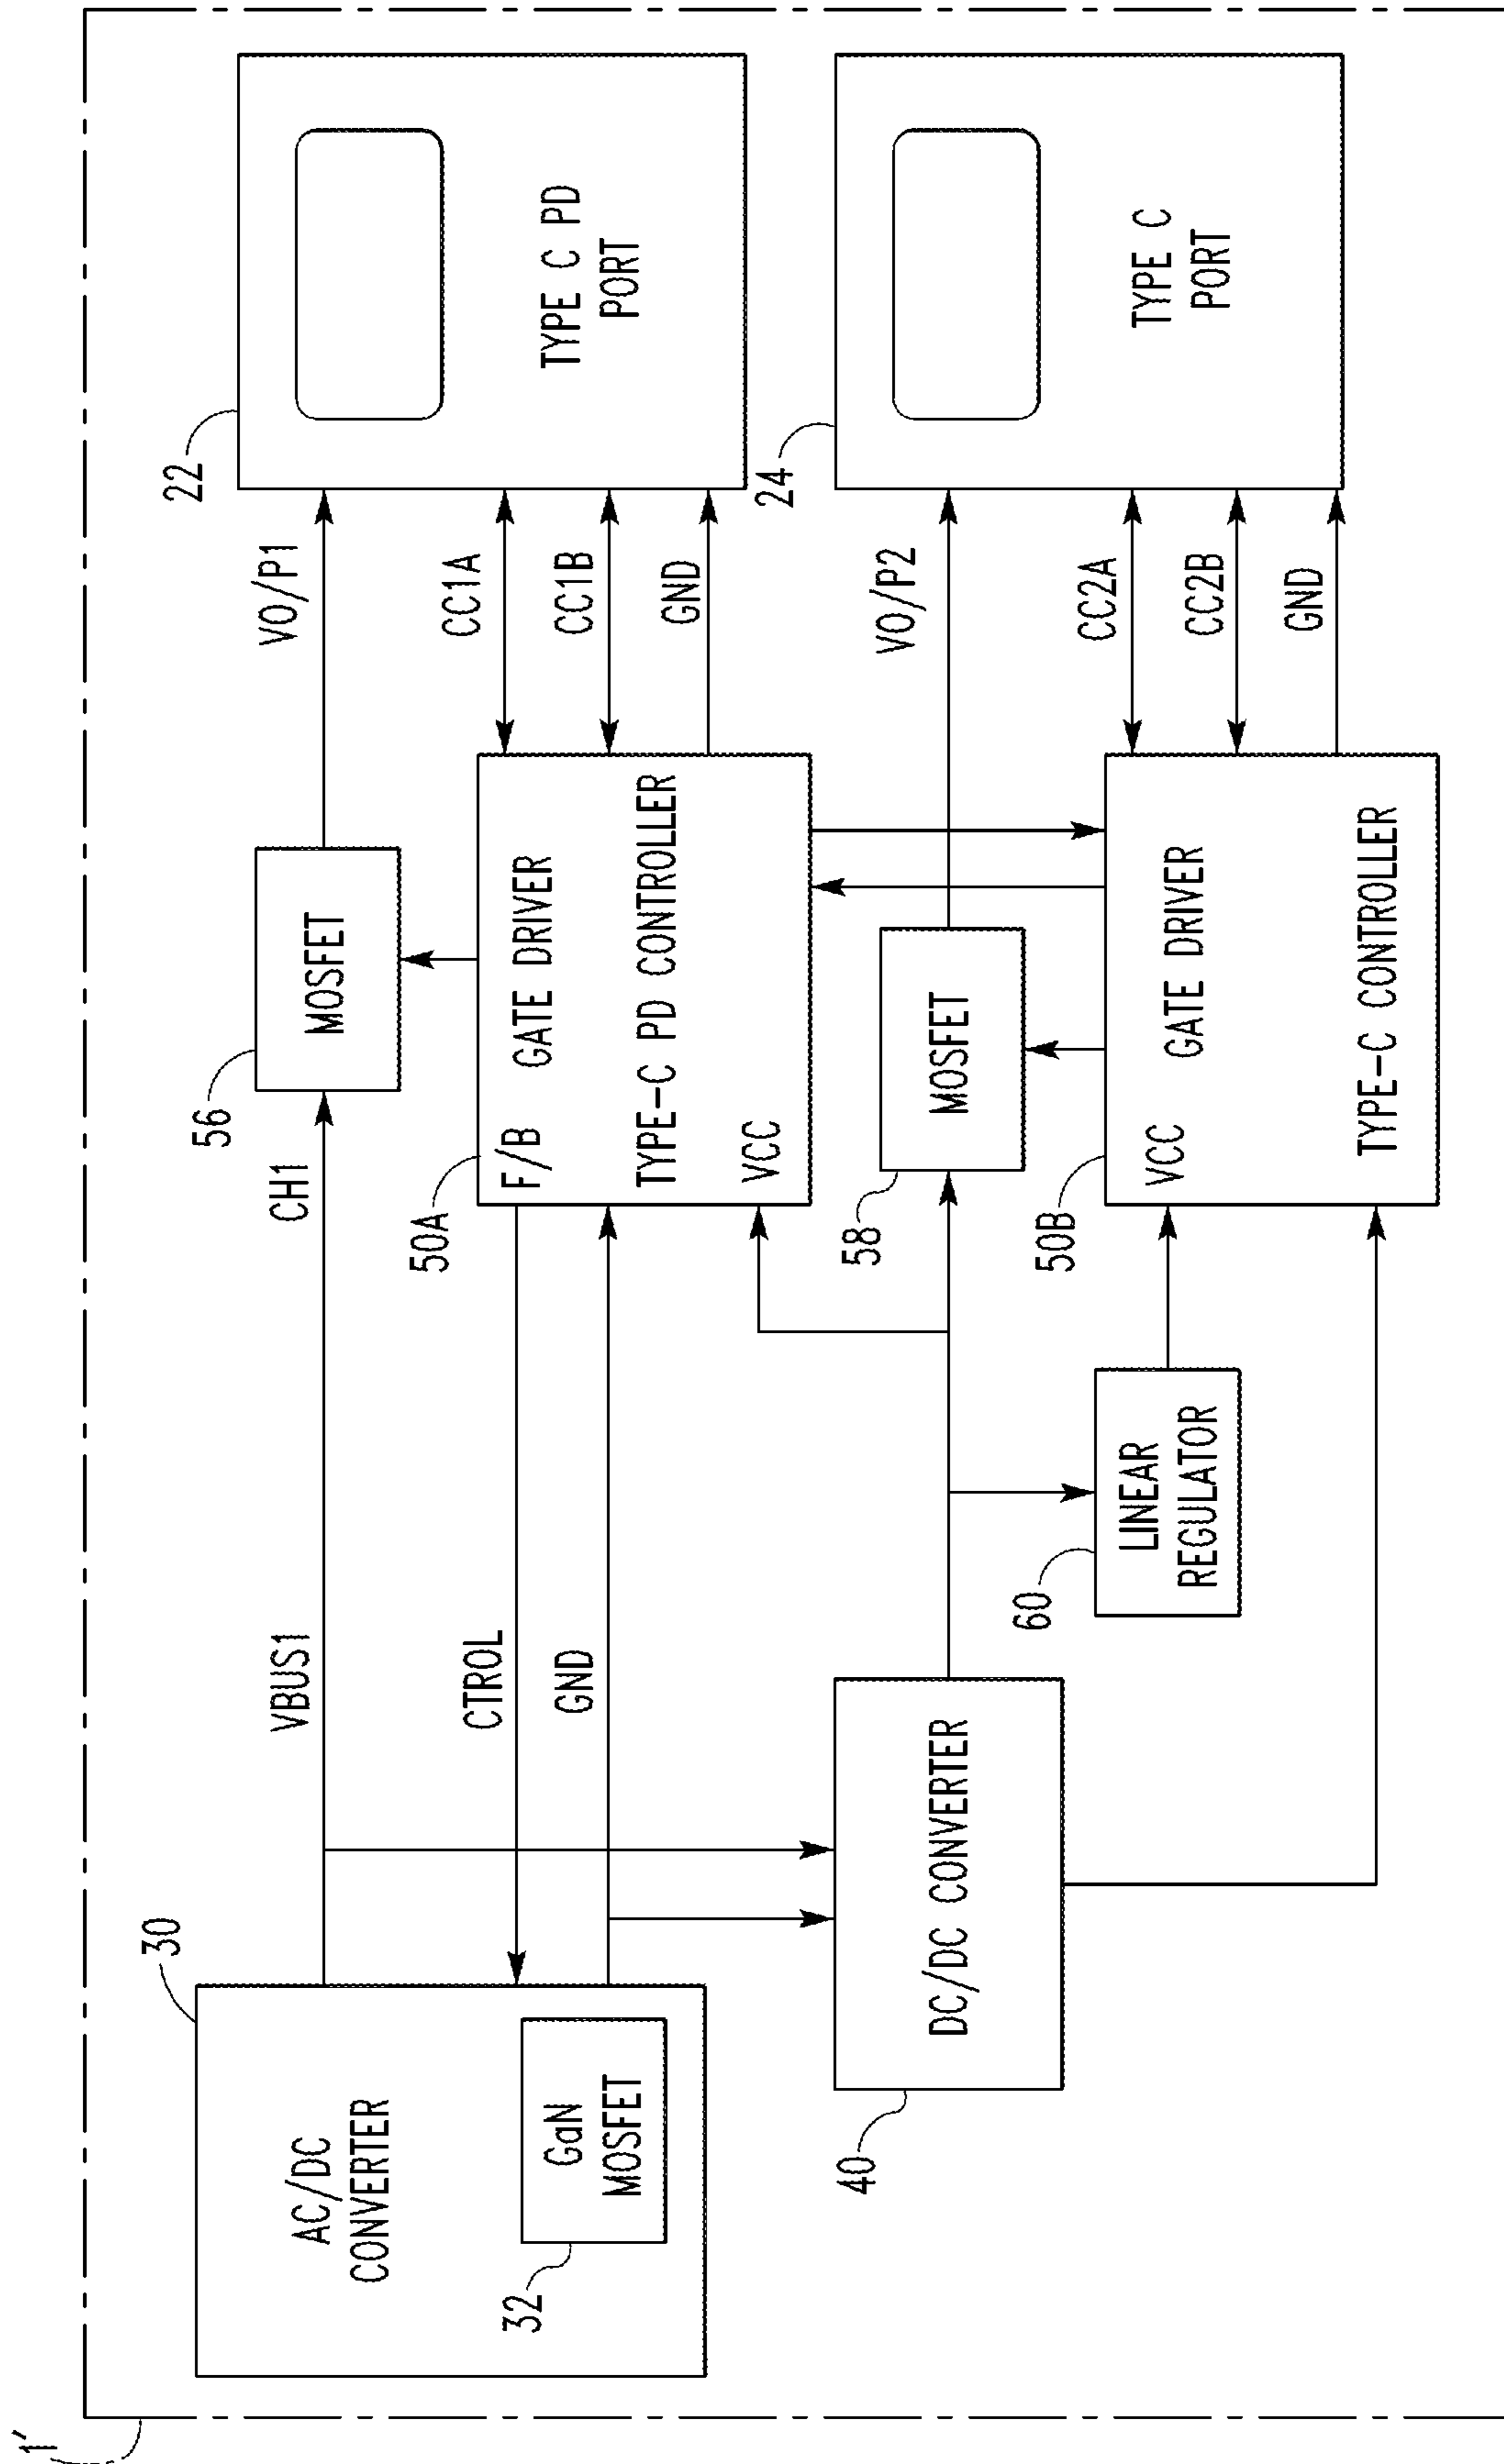 1'
30
AC/DC
CONVERTER
32
GaN
MOSFET
VBUS1
CH1
CTROL
GND
56
MOSFET
VO/P1
22
TYPE C PD
PORT
50A
F/B
GATE DRIVER
TYPE-C PD CONTROLLER
VCC
CC1A
CC1B
GND
40
DC/DC CONVERTER
58
MOSFET
VO/P2
24
TYPE C
PORT
60
LINEAR
REGULATOR
50B
VCC
GATE DRIVER
TYPE-C CONTROLLER
CC2A
CC2B
GND